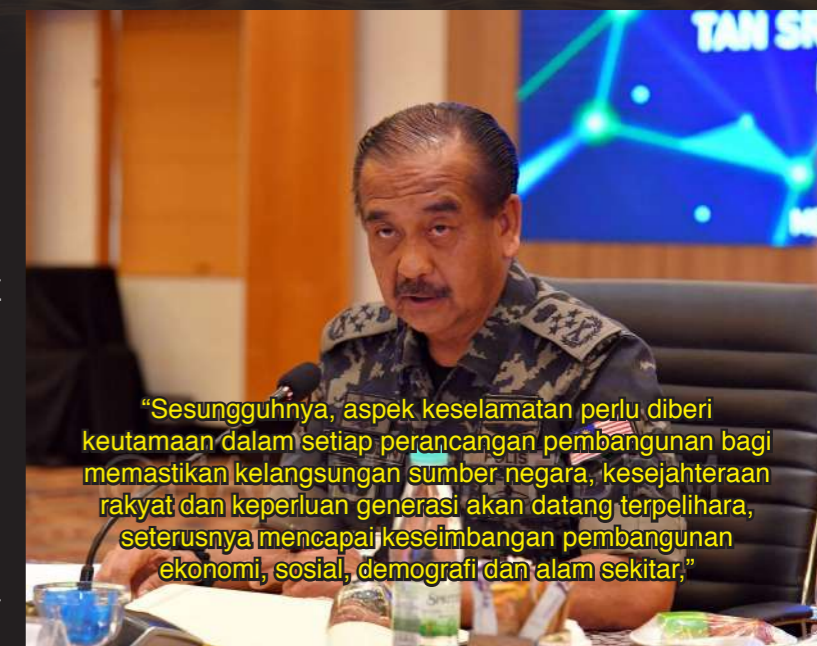 TAN SR
“Sesungguhnya, aspek keselamatan perlu diberi
keutamaan dalam setiap perancangan pembangunan bagi
memastikan kelangsungan sumber negara, kesejahteraan
rakyat dan keperluan generasi akan datang terpelihara,
seterusnya mencapai keseimbangan pembangunan
ekonomi, sosial, demografi dan alam sekitar,”